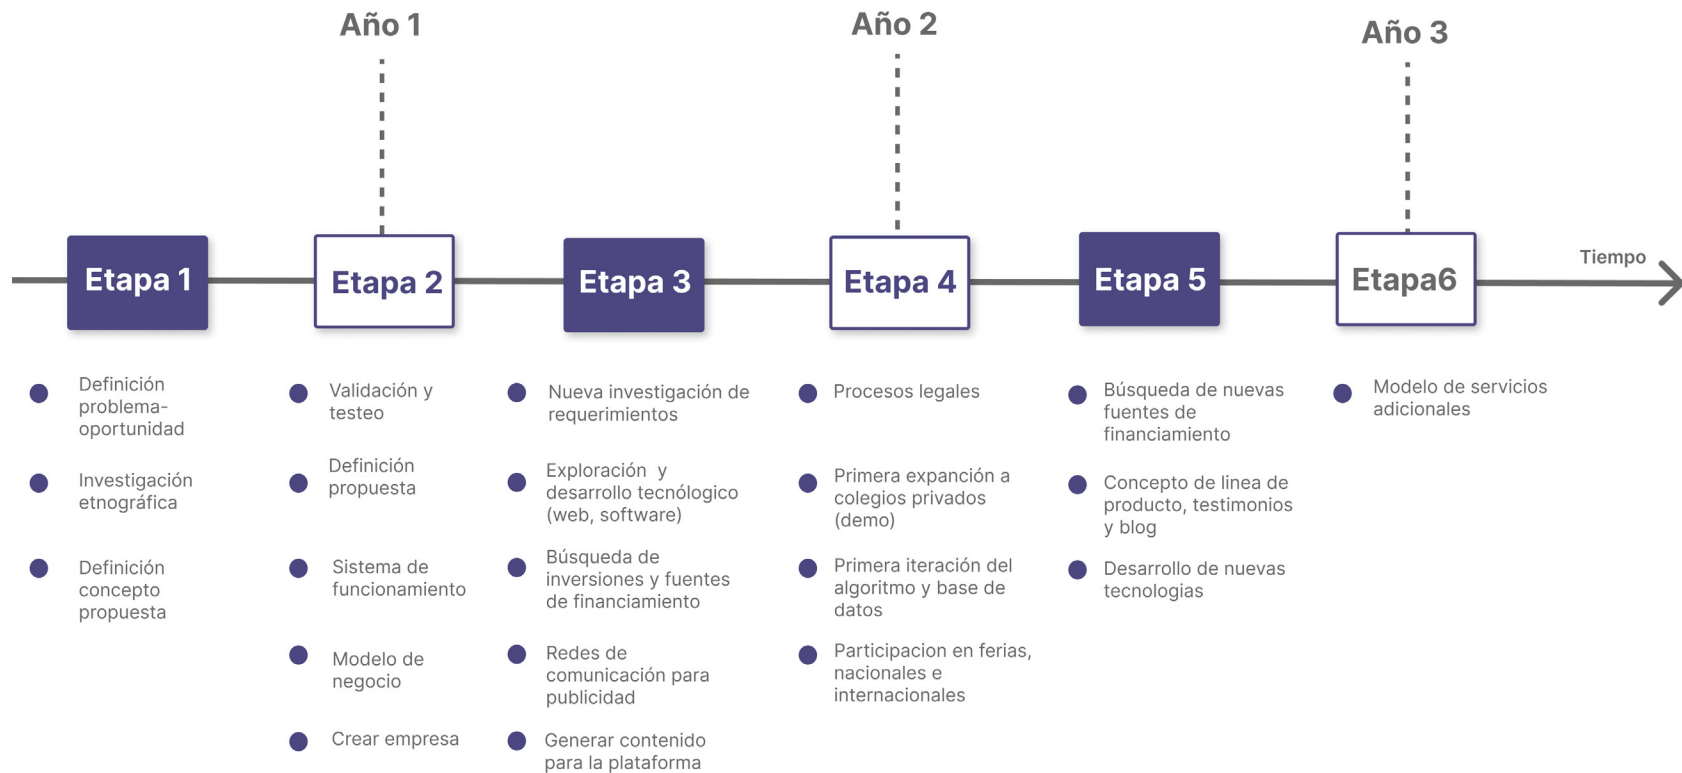 Año 1
Año 2
Año 3
Etapa 1
Etapa 2
Etapa 3
Etapa 4
Etapa 5
Etapa6
Tiempo
Definición
problema-
oportunidad
Investigación
etnográfica
Definición
concepto
propuesta
Validación y
testeo
Definición
propuesta
Sistema de
funcionamiento
Modelo de
negocio
Crear empresa
Nueva investigación de
requerimientos
Exploración y
desarrollo tecnólogico
(web, software)
Búsqueda de
inversiones y fuentes
de financiamiento
Redes de
comunicación para
publicidad
Generar contenido
para la plataforma
Procesos legales
Primera expanción a
colegios privados
(demo)
Primera iteración del
algoritmo y base de
datos
Participacion en ferias,
nacionales e
internacionales
Búsqueda de nuevas
fuentes de
financiamiento
Concepto de linea de
producto, testimonios
y blog
Desarrollo de nuevas
tecnologias
Modelo de servicios
adicionales